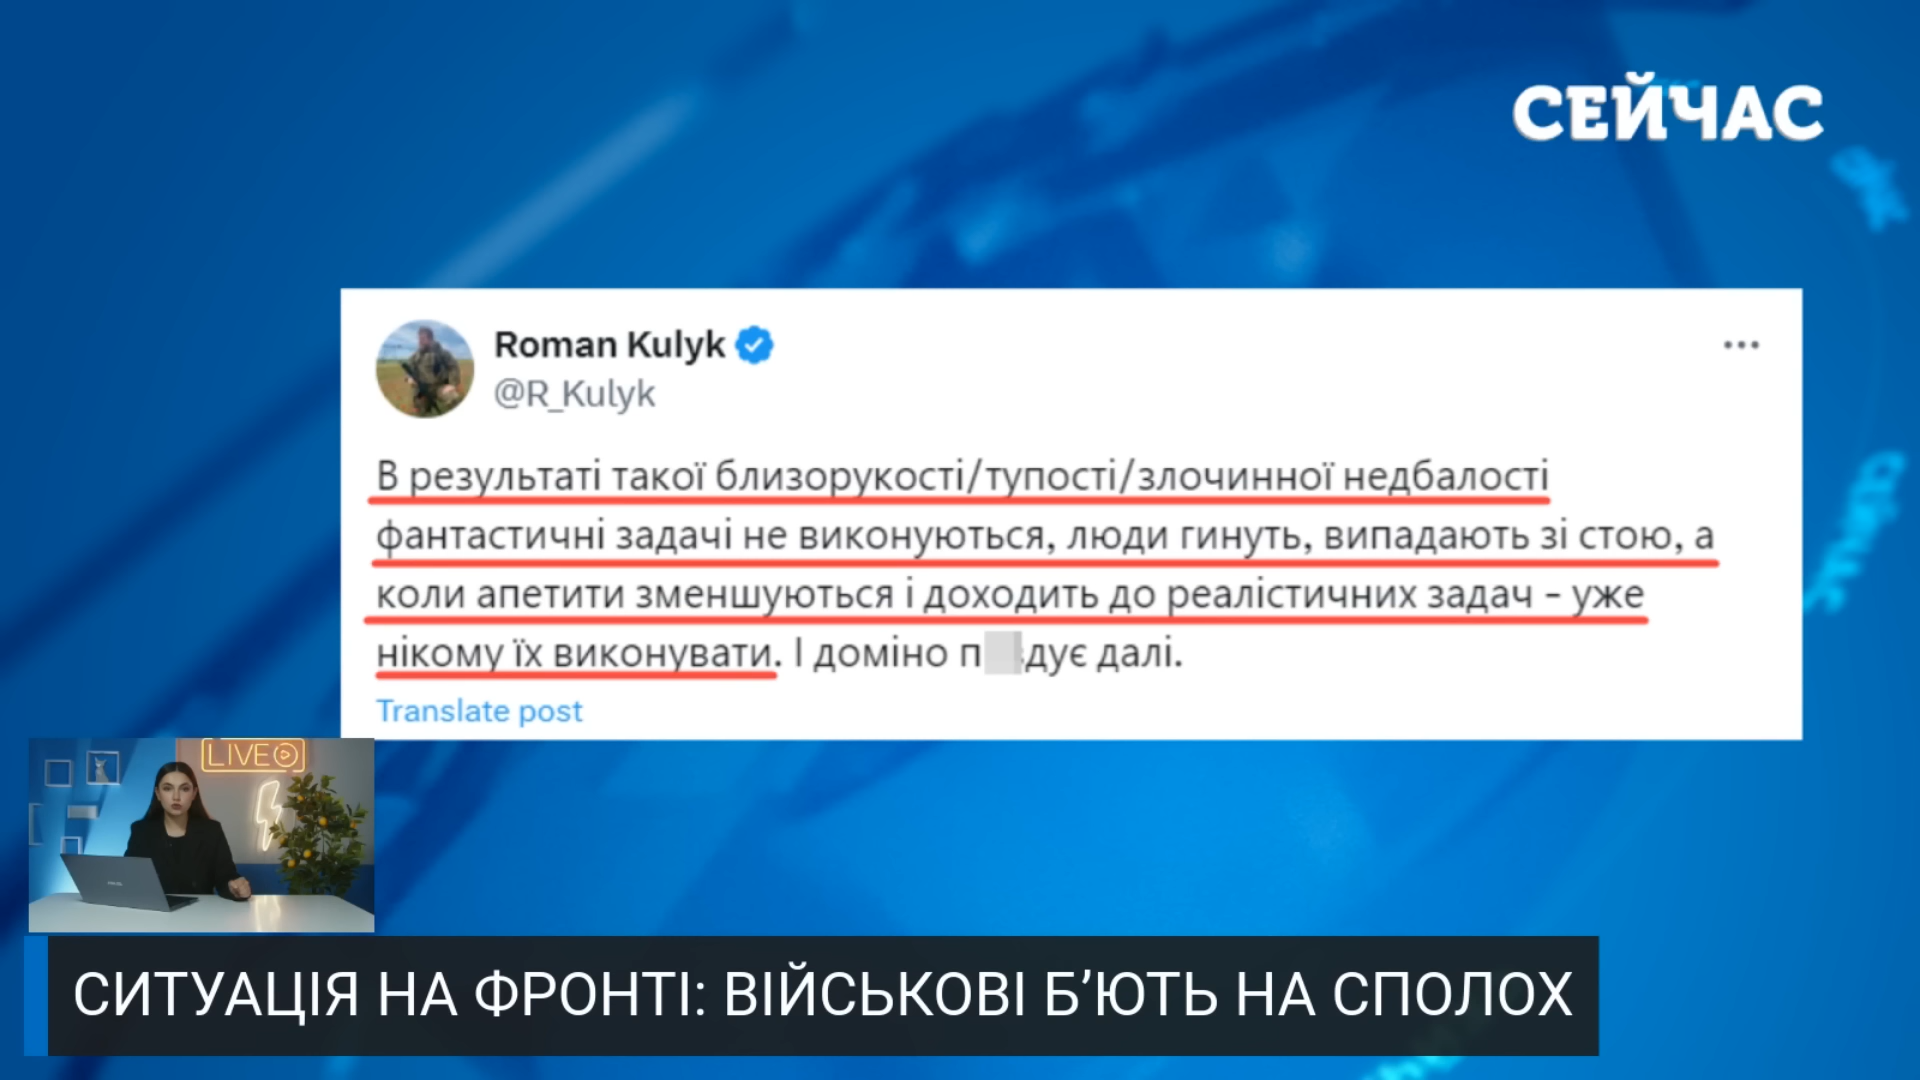 СЕЙЧАС
Roman Kulyk
@R_Kulyk
В результаті такої близорукості/тупості/злочинної недбалості
фантастичні задачі не виконуються, люди гинуть, випадають зі стою, а
коли апетити зменшуються і доходить до реалістичних задач – уже
нікому їх виконувати. І доміно п дує далі.
Translate post
LIVE
СИТУАЦІЯ НА ФРОНТІ: ВІЙСЬКОВІ Б’ЮТЬ НА СПОЛОХ